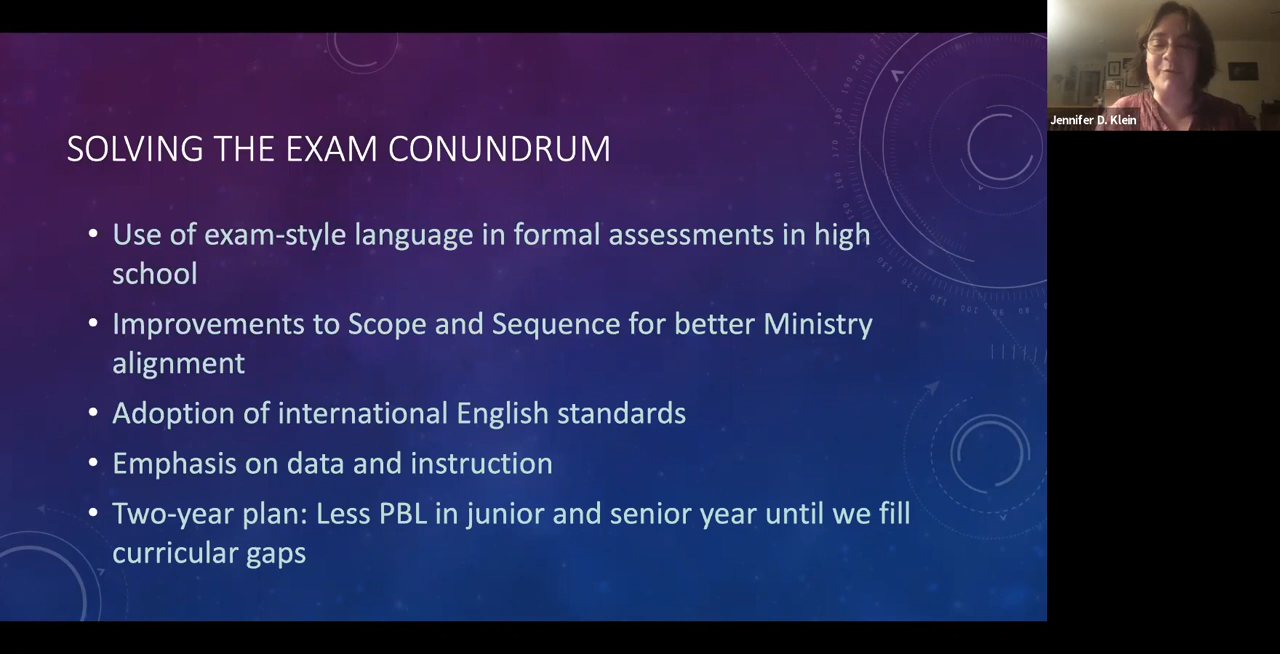 SOLVING THE EXAM CONUNDRUM
• Use of exam-style language in formal assessments in high
school
• Improvements to Scope and Sequence for better Ministry
alignment
• Adoption of international English standards
• Emphasis on data and instruction
• Two-year plan: Less PBL in junior and senior year until we fill
curricular gaps
Jennifer D. Klein